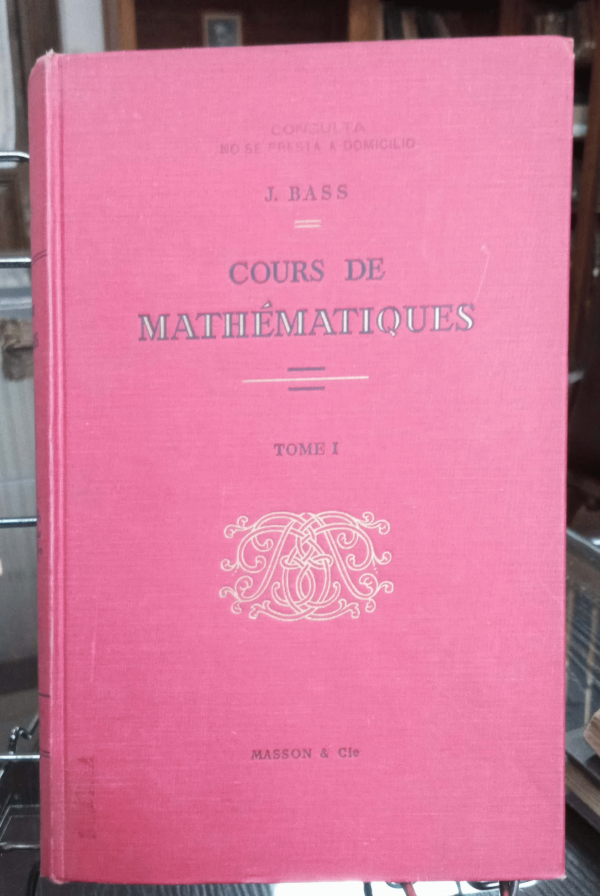 CONSULTA
NO SE PRESTA A DOMICILIO
J. BASS
COURS DE
MATHÉMATIQUES
TOME I
MASSON & Cie